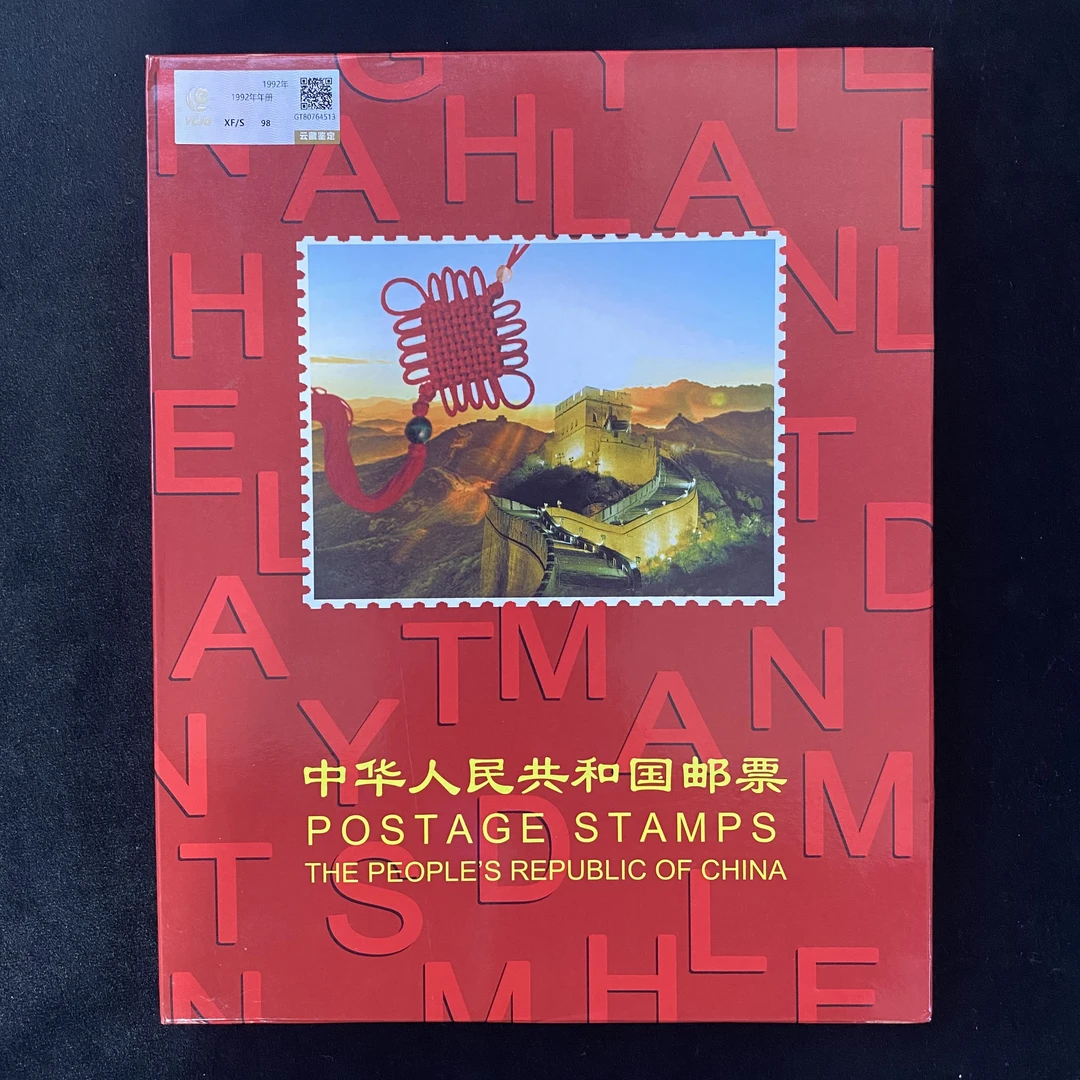 1992年
1992年年册
XF/S 98
GTB0764513
云藏鉴定
中华人民共和国邮票
POSTAGE STAMPS
THE PEOPLE'S REPUBLIC OF CHINA